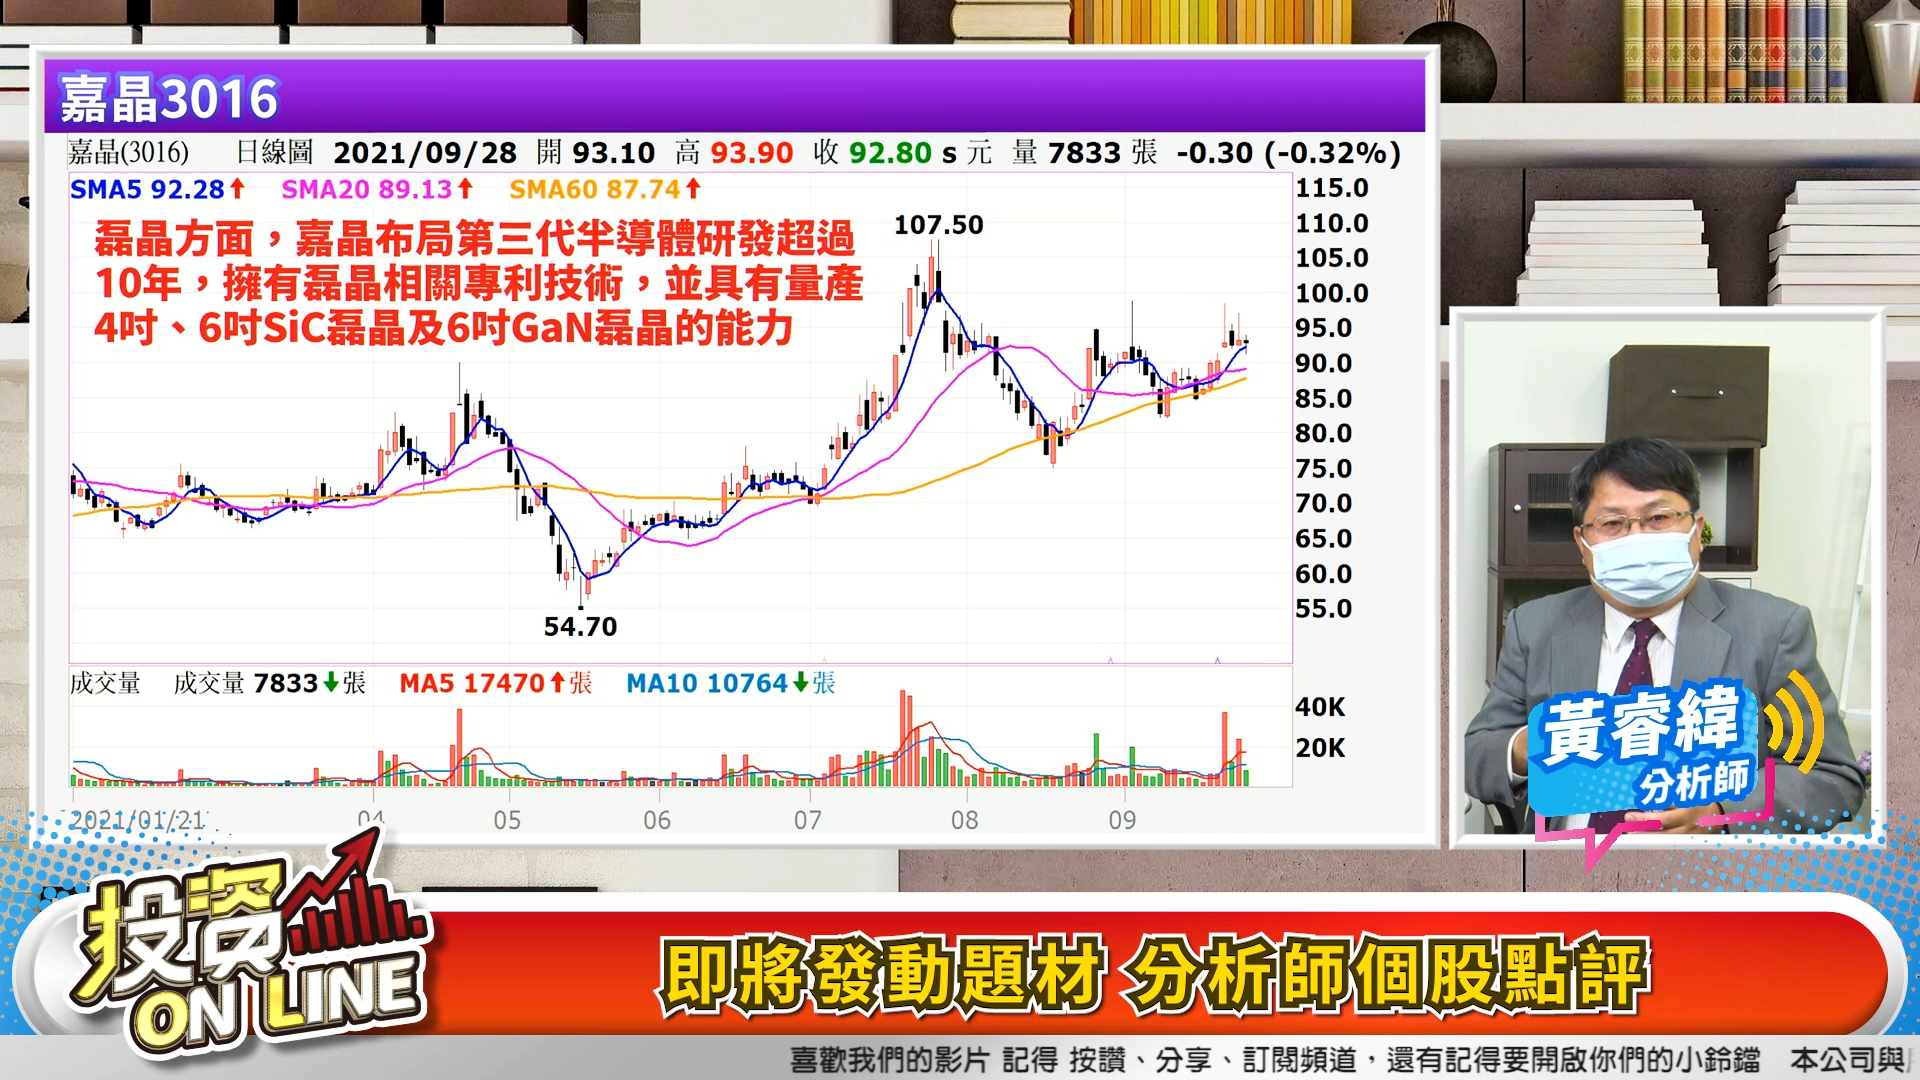 嘉晶3016
嘉晶(3016) 日線圖 2021/09/28 開 93.10 高 93.90 收 92.80 s 元 量 7833 張 -0.30 (-0.32%)
SMA5 92.28↑ SMA20 89.13↑ SMA60 87.74↑
磊晶方面，嘉晶布局第三代半導體研發超過
10年，擁有磊晶相關專利技術，並具有量產
4吋、6吋SiC磊晶及6吋GaN磊晶的能力
107.50
54.70
115.0
110.0
105.0
100.0
95.0
90.0
85.0
80.0
75.0
70.0
65.0
60.0
55.0
成交量 成交量 7833↓張 MA5 17470↑張 MA10 10764↓張
40K
20K
2021/01/21 04 05 06 07 08 09
黃睿緯
分析師
投資
ON LINE
即將發動題材 分析師個股點評
喜歡我們的影片 記得 按讚、分享、訂閱頻道，還有記得要開啟你們的小鈴鐺 本公司與